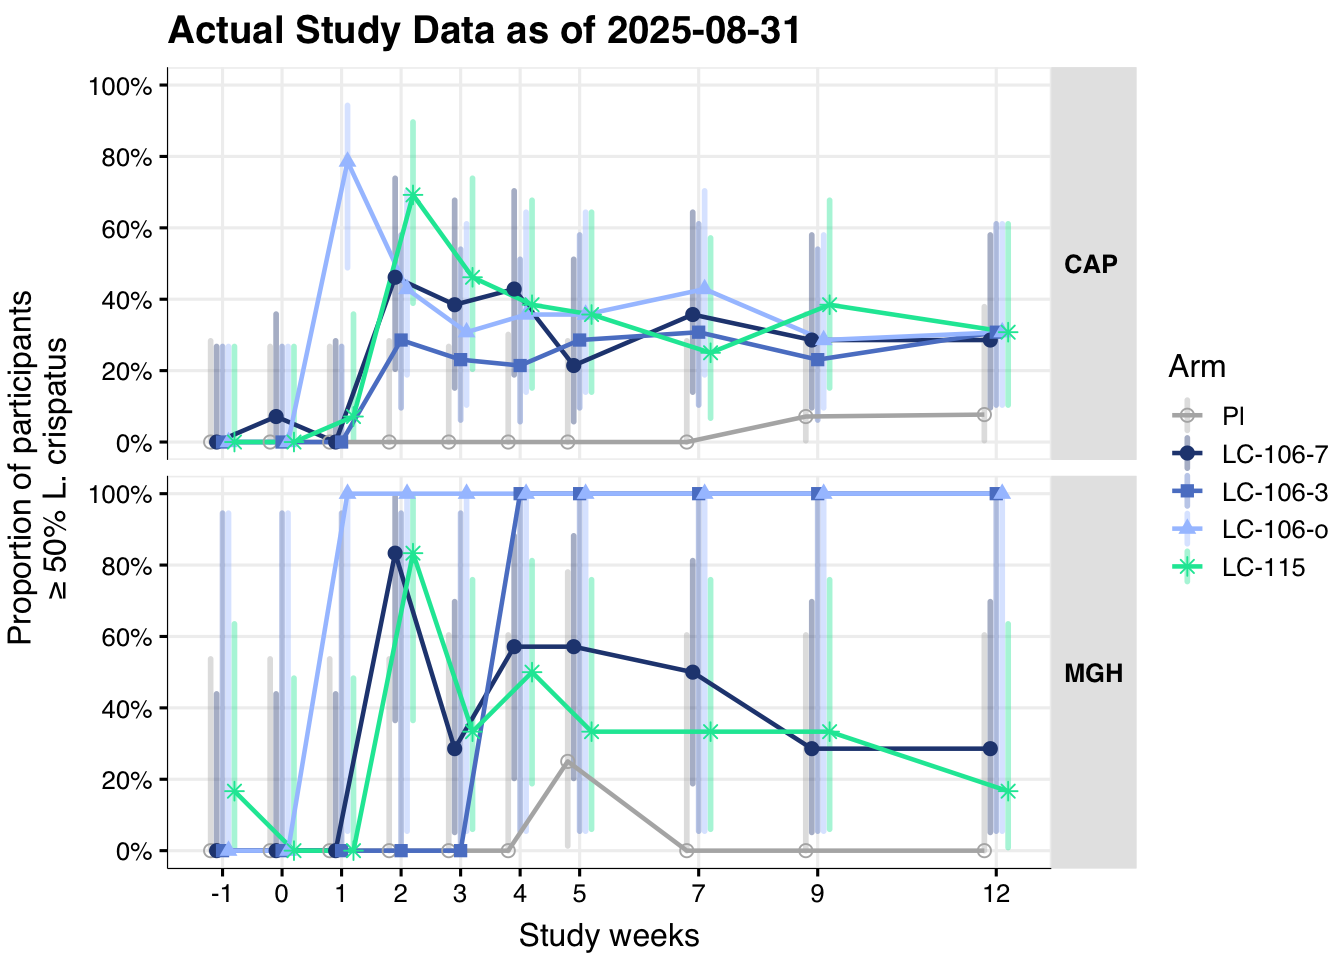 Actual Study Data as of 2025-08-31
Proportion of participants
≥ 50% L. crispatus
100%
80%
60%
40%
20%
0%
CAP
100%
80%
60%
40%
20%
0%
MGH
-1 0 1 2 3 4 5 7 9 12
Study weeks
Arm
Pl
LC-106-7
LC-106-3
LC-106-o
LC-115